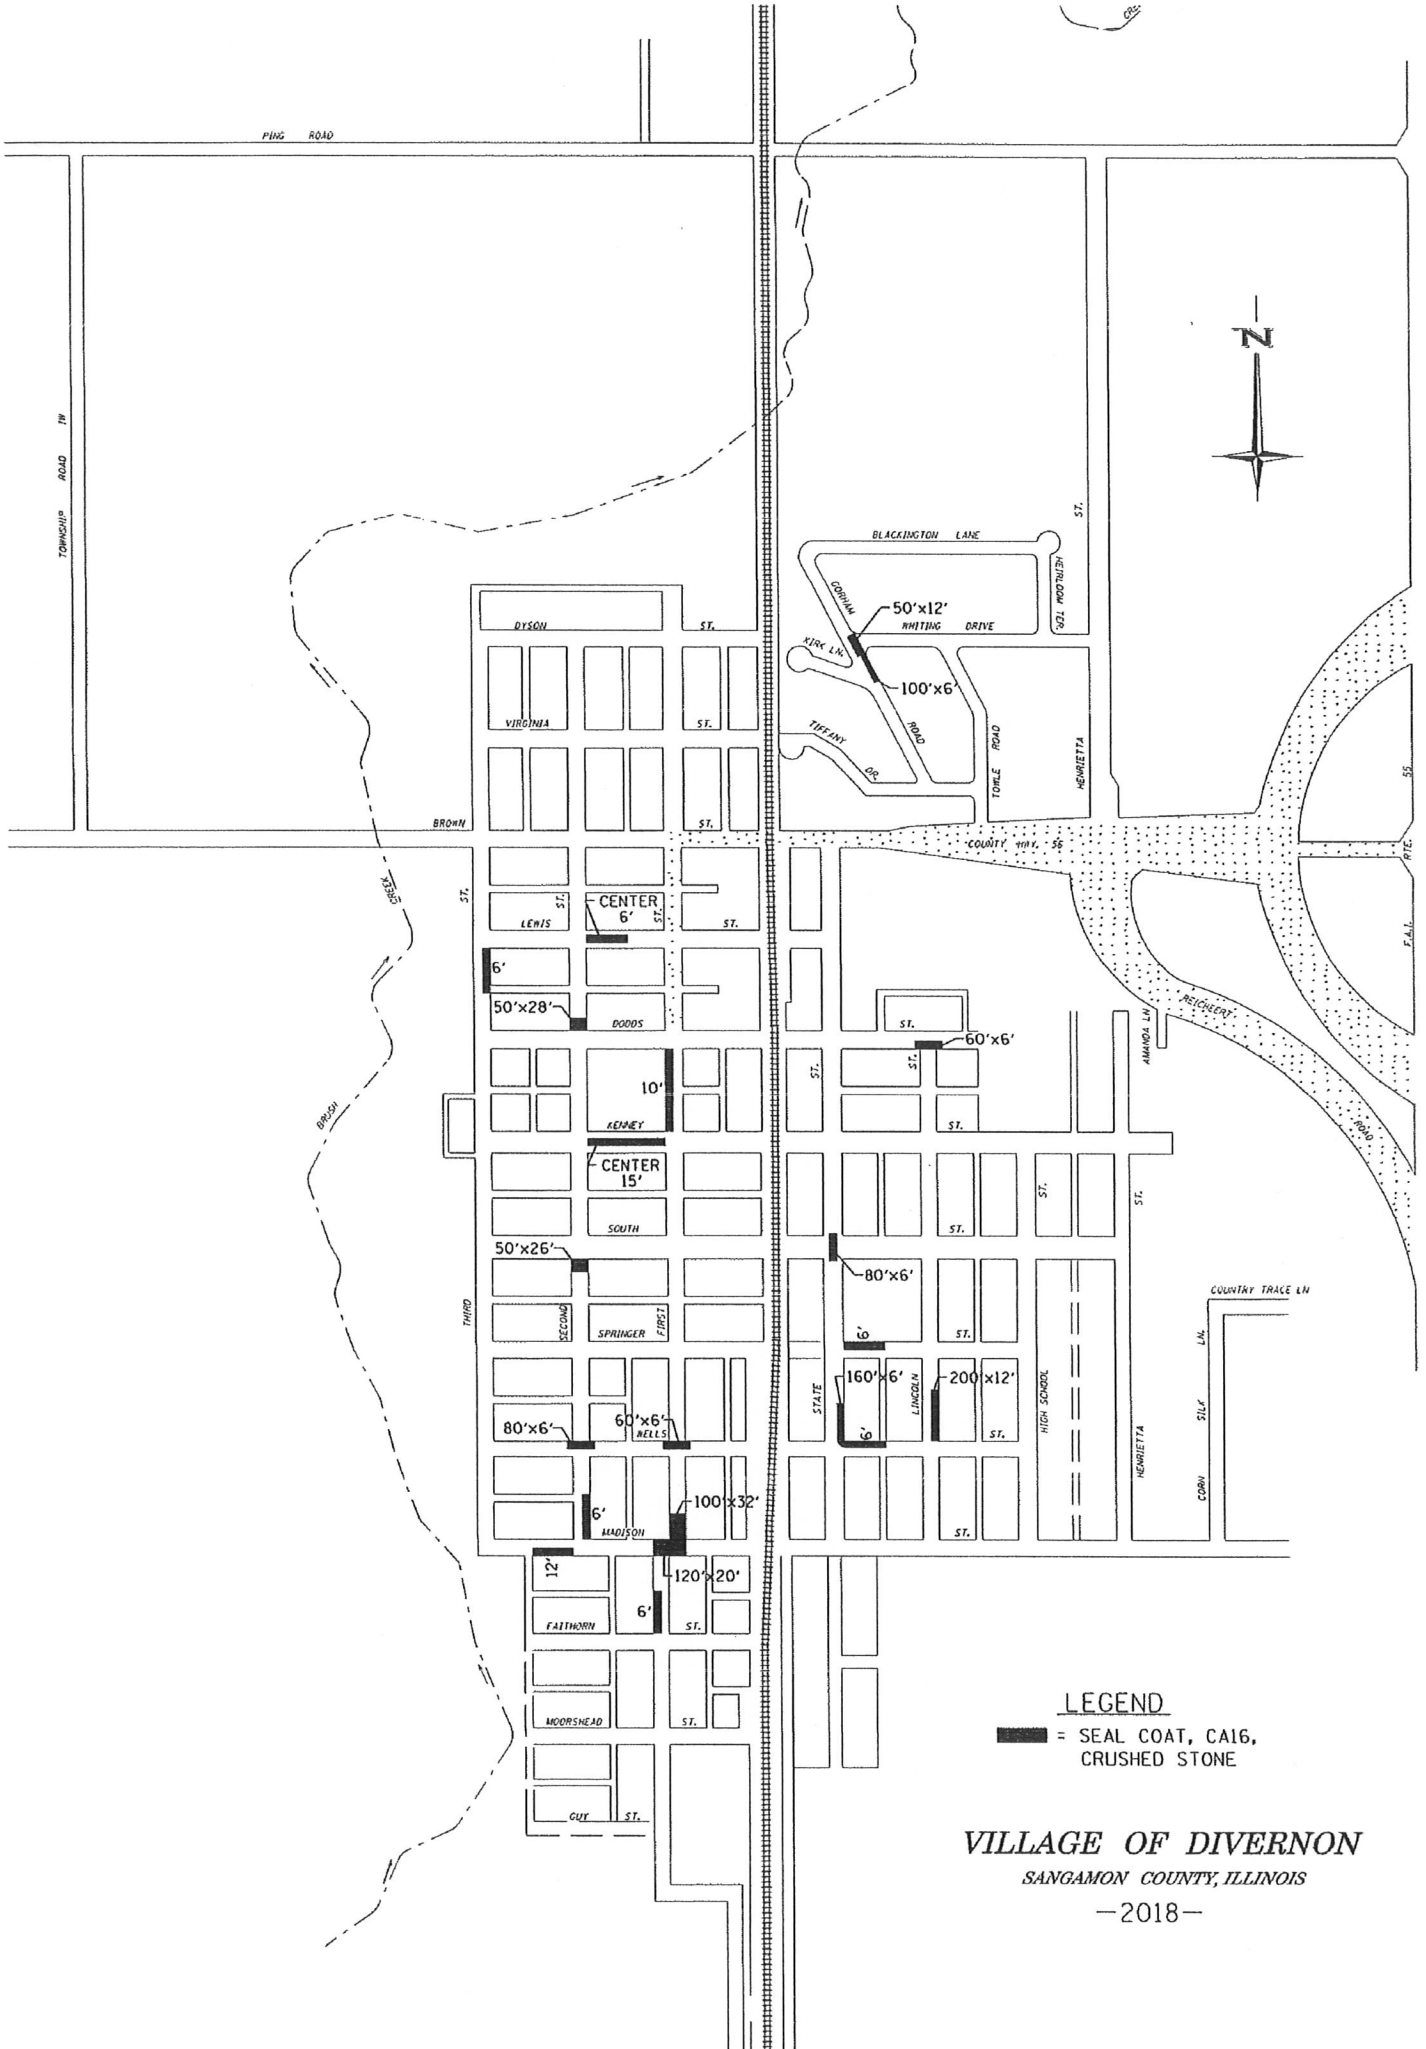 CRE.
PING ROAD
TOWNSHIP ROAD 1W
N
BLACKINGTON LANE
ST.
HEIRLOOM TER.
GORHAM
50'x12'
WHITING DRIVE
DYSON ST.
KIRK LN.
100'x6'
VIRGINIA ST.
TIFFANY DR.
ROAD
TOWLE ROAD
HENRIETTA
55
BROWN ST.
COUNTY HWY. 56
RTE.
CREEK
ST.
ST.
CENTER
6'
ST.
LEWIS ST.
F.A.I.
6'
50'x28'
DODDS ST.
REICHEERT
AMANDA LN
60'x6'
ST.
ST.
10'
BRUSH
KENNEY ST.
ROAD
CENTER
15'
ST.
ST.
SOUTH ST.
50'x26'
80'x6'
COUNTRY TRACE LN
THIRD
SECOND
SPRINGER
FIRST
ST.
6'
160'x6'
200'x12'
STATE
LINCOLN
HIGH SCHOOL
CORN SILK LN.
80'x6'
60'x6'
WELLS ST.
6'
HENRIETTA
100'x32'
6'
MADISON ST.
12'
120'x20'
6'
FAITHORN ST.
MOORSHEAD ST.
GUY ST.
LEGEND
= SEAL COAT, CA16,
CRUSHED STONE
VILLAGE OF DIVERNON
SANGAMON COUNTY, ILLINOIS
—2018—